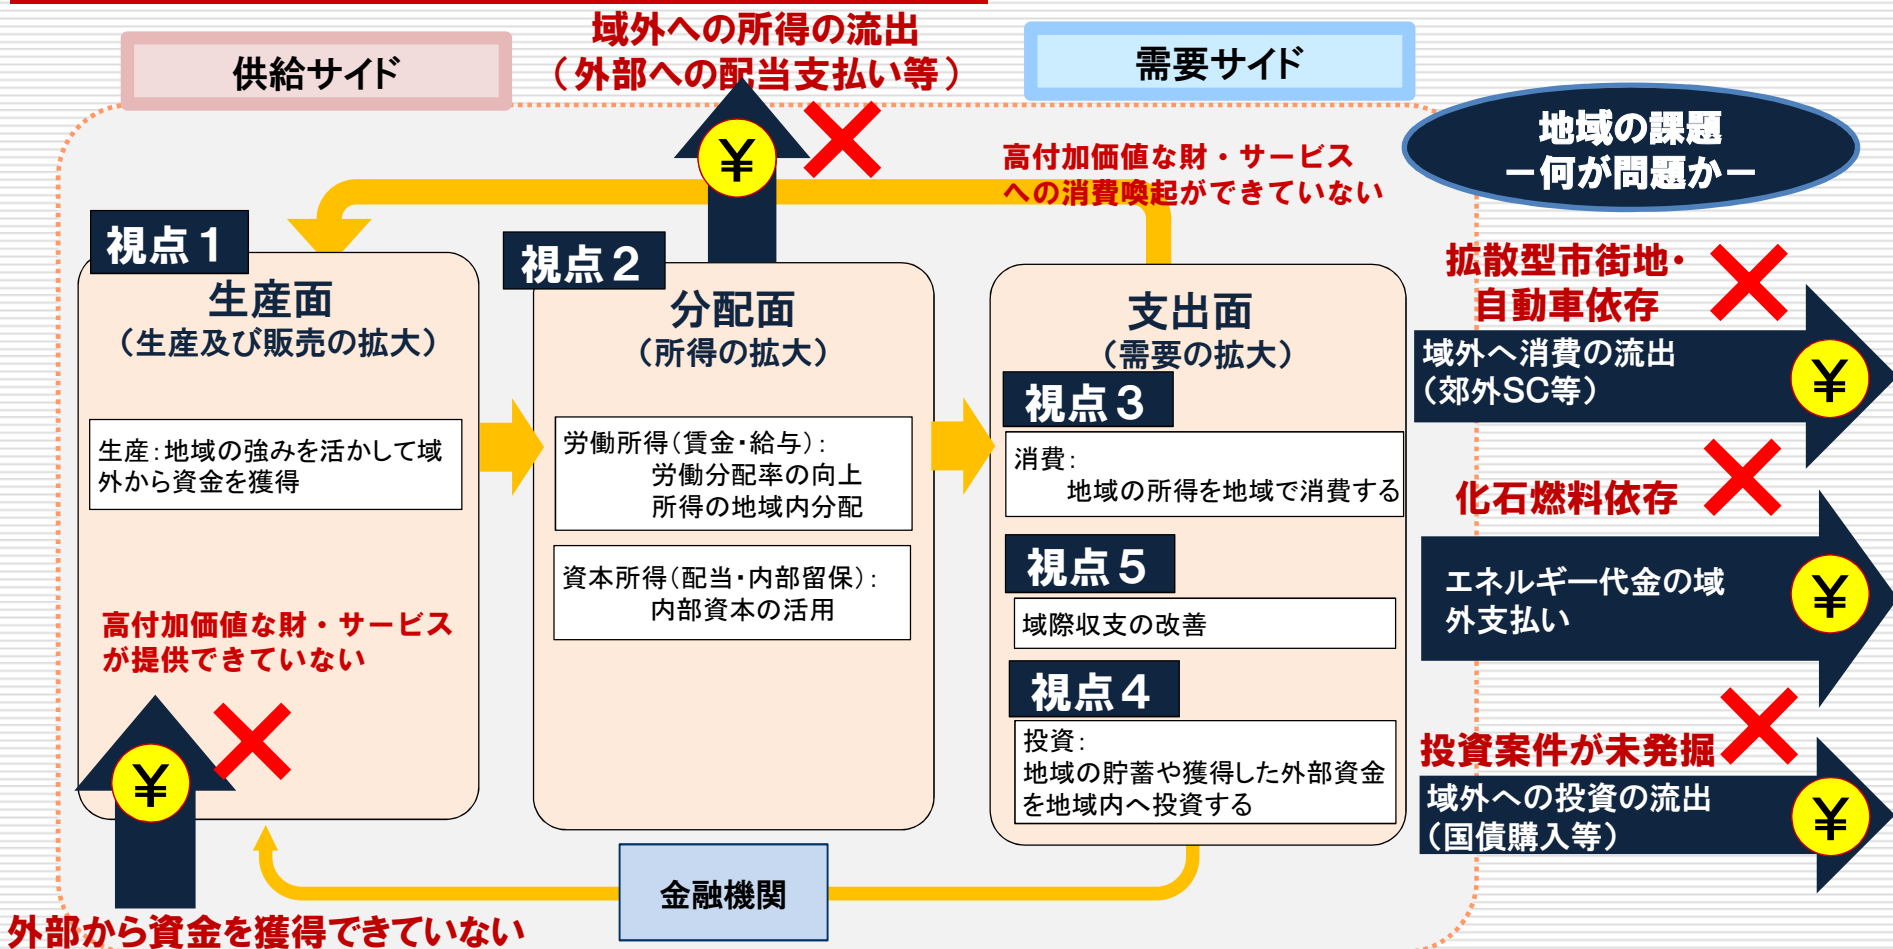 域外への所得の流出
（外部への配当支払い等）
供給サイド
需要サイド
地域の課題
－何が問題か－
高付加価値な財・サービス
への消費喚起ができていない
視点１
生産面
（生産及び販売の拡大）
生産：地域の強みを活かして域
外から資金を獲得
高付加価値な財・サービス
が提供できていない
¥
外部から資金を獲得できていない
視点２
¥
分配面
（所得の拡大）
労働所得（賃金・給与）：
労働分配率の向上
所得の地域内分配
資本所得（配当・内部留保）：
内部資本の活用
支出面
（需要の拡大）
視点３
消費：
地域の所得を地域で消費する
視点５
域際収支の改善
視点４
投資：
地域の貯蓄や獲得した外部資金
を地域内へ投資する
金融機関
拡散型市街地・
自動車依存
域外へ消費の流出
（郊外SC等）
¥
化石燃料依存
エネルギー代金の域
外支払い
¥
投資案件が未発掘
域外への投資の流出
（国債購入等）
¥